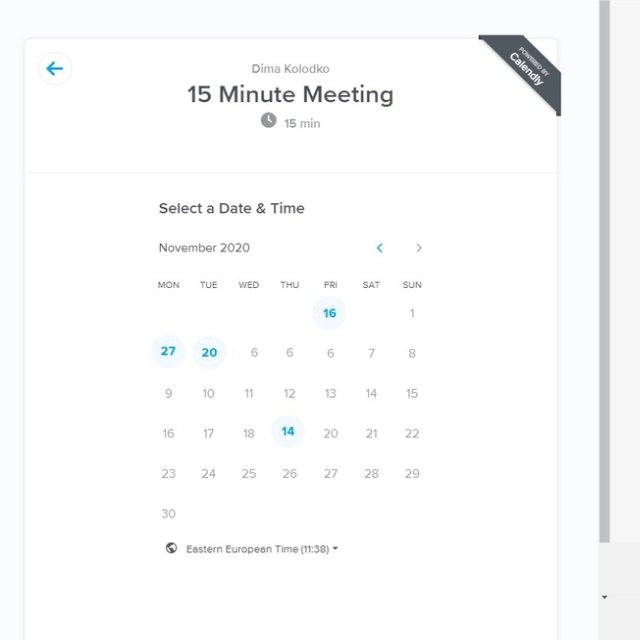 POWERED BY
Calendly
Dima Kolodko
15 Minute Meeting
15 min
Select a Date & Time
November 2020
MON TUE WED THU FRI SAT SUN
16 1
27 20 6 6 6 7 8
9 10 11 12 13 14 15
16 17 18 14 20 21 22
23 24 25 26 27 28 29
30
Eastern European Time (11:38)